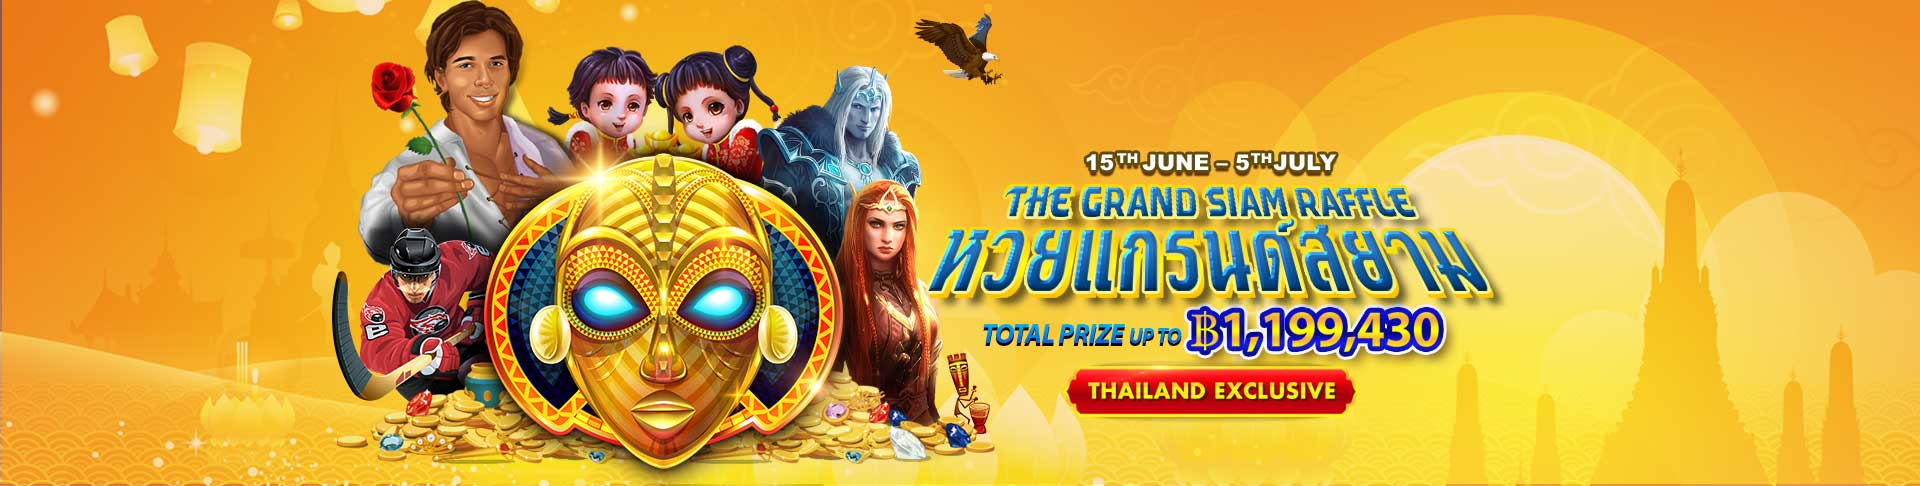 15TH JUNE – 5TH JULY
THE GRAND SIAM RAFFLE
หวยแกรนด์สยาม
TOTAL PRIZE UP TO ฿1,199,430
THAILAND EXCLUSIVE